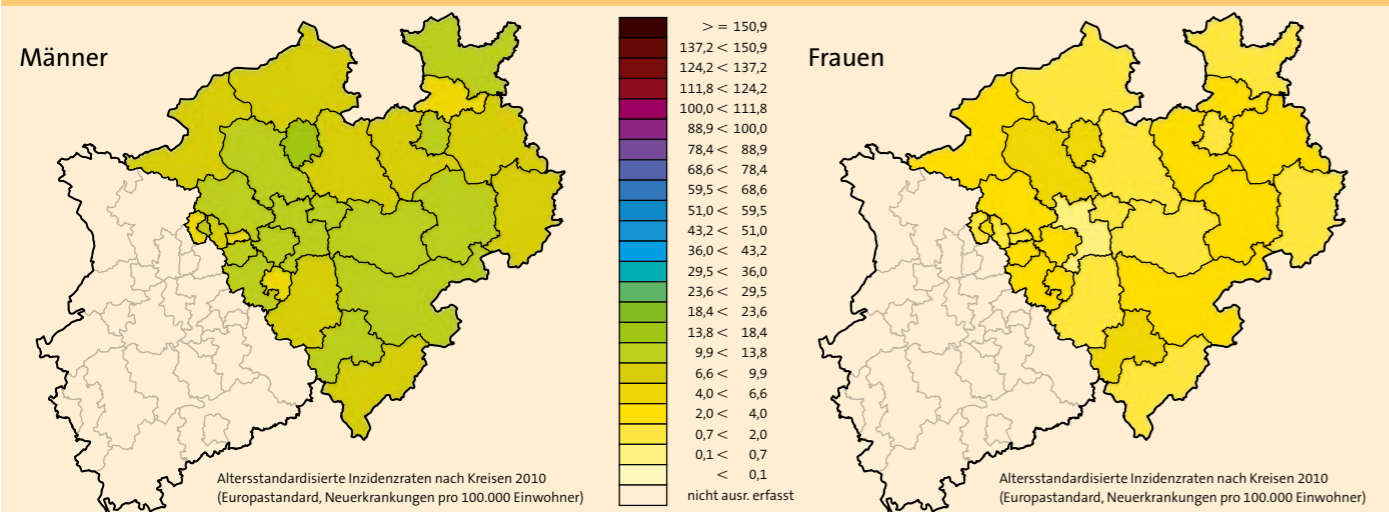 Männer
> = 150,9
137,2 < 150,9
124,2 < 137,2
111,8 < 124,2
100,0 < 111,8
88,9 < 100,0
78,4 < 88,9
68,6 < 78,4
59,5 < 68,6
51,0 < 59,5
43,2 < 51,0
36,0 < 43,2
29,5 < 36,0
23,6 < 29,5
18,4 < 23,6
13,8 < 18,4
9,9 < 13,8
6,6 < 9,9
4,0 < 6,6
2,0 < 4,0
0,7 < 2,0
0,1 < 0,7
< 0,1
nicht ausr. erfasst
Altersstandardisierte Inzidenzraten nach Kreisen 2010
(Europastandard, Neuerkrankungen pro 100.000 Einwohner)
Frauen
Altersstandardisierte Inzidenzraten nach Kreisen 2010
(Europastandard, Neuerkrankungen pro 100.000 Einwohner)